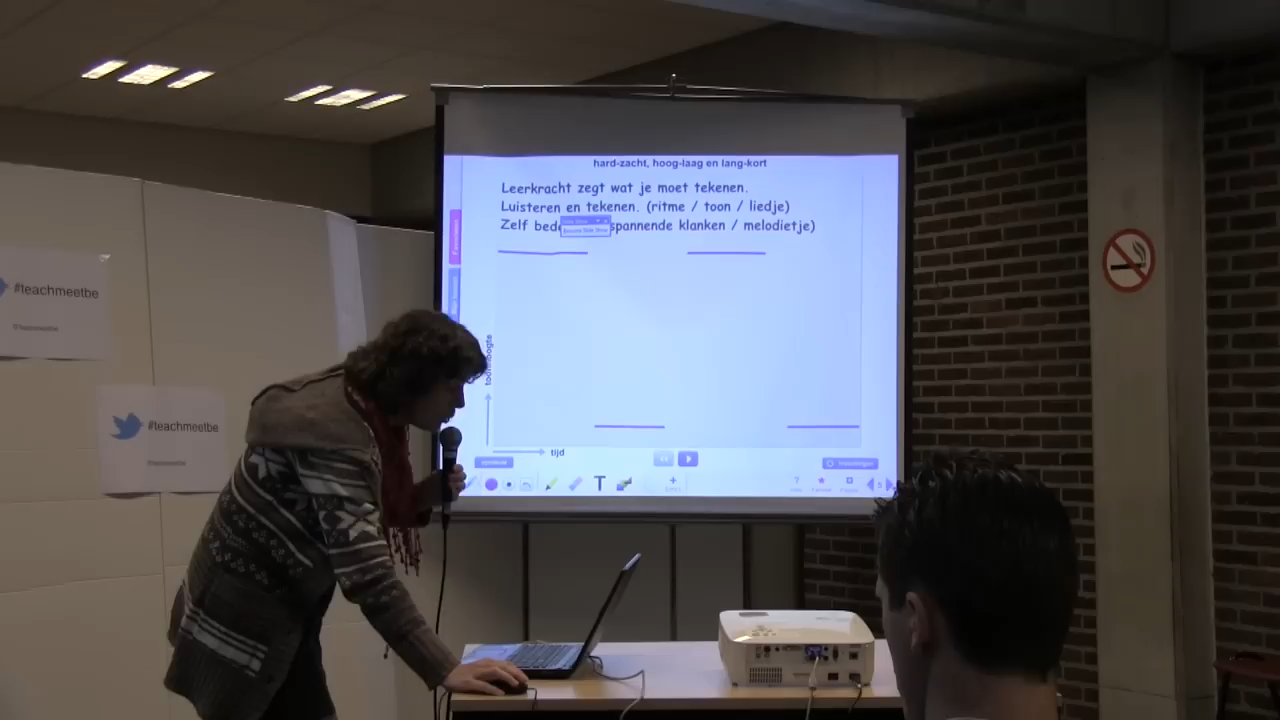 hard-zacht, hoog-laag en lang-kort
Leerkracht zegt wat je moet tekenen.
Luisteren en tekenen. (ritme / toon / liedje)
Zelf spannende klanken / melodietje)
toonhoogte
tijd
T
#teachmeetbe
#teachmeetbe